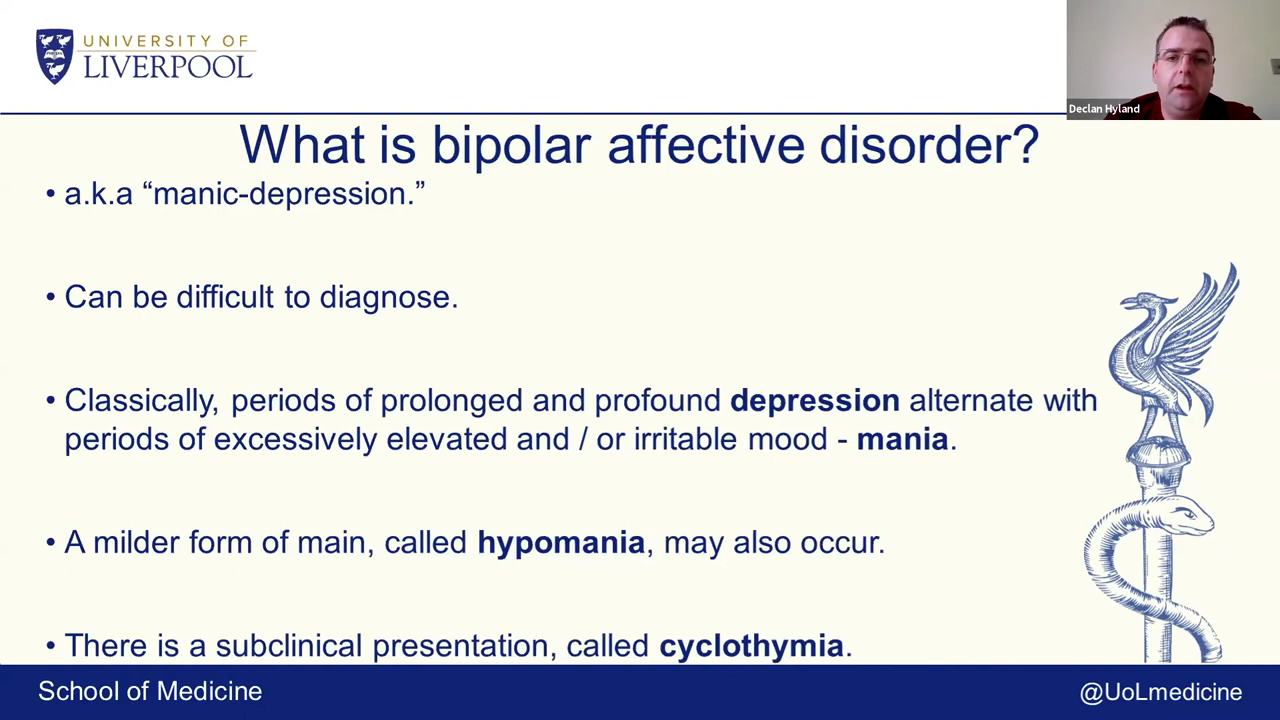 UNIVERSITY OF
LIVERPOOL
Declan Hyland
What is bipolar affective disorder?
• a.k.a “manic-depression.”
• Can be difficult to diagnose.
• Classically, periods of prolonged and profound depression alternate with
periods of excessively elevated and / or irritable mood - mania.
• A milder form of main, called hypomania, may also occur.
• There is a subclinical presentation, called cyclothymia.
School of Medicine
@UoLmedicine